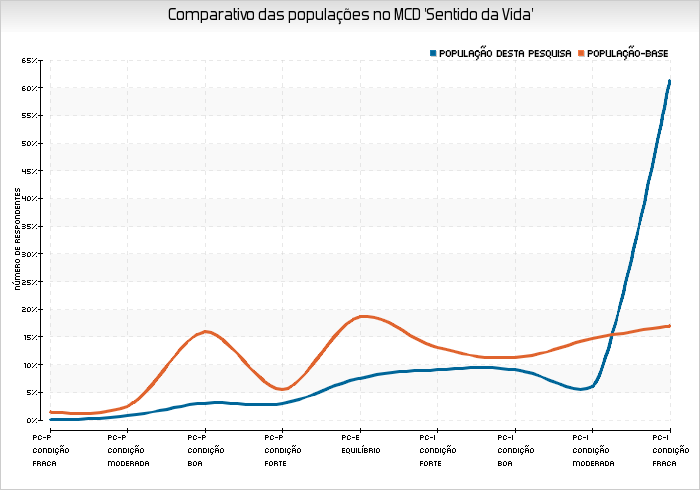 Comparativo das populações no MCD 'Sentido da Vida'
POPULAÇÃO DESTA PESQUISA POPULAÇÃO-BASE
65%
60%
55%
50%
45%
40%
35%
30%
25%
20%
15%
10%
5%
0%
NÚMERO DE RESPONDENTES
PC-P PC-P PC-P PC-P PC-E PC-I PC-I PC-I PC-I
CONDIÇÃO CONDIÇÃO CONDIÇÃO CONDIÇÃO EQUILÍBRIO CONDIÇÃO CONDIÇÃO CONDIÇÃO CONDIÇÃO
FRACA MODERADA BOA FORTE FORTE BOA MODERADA FRACA